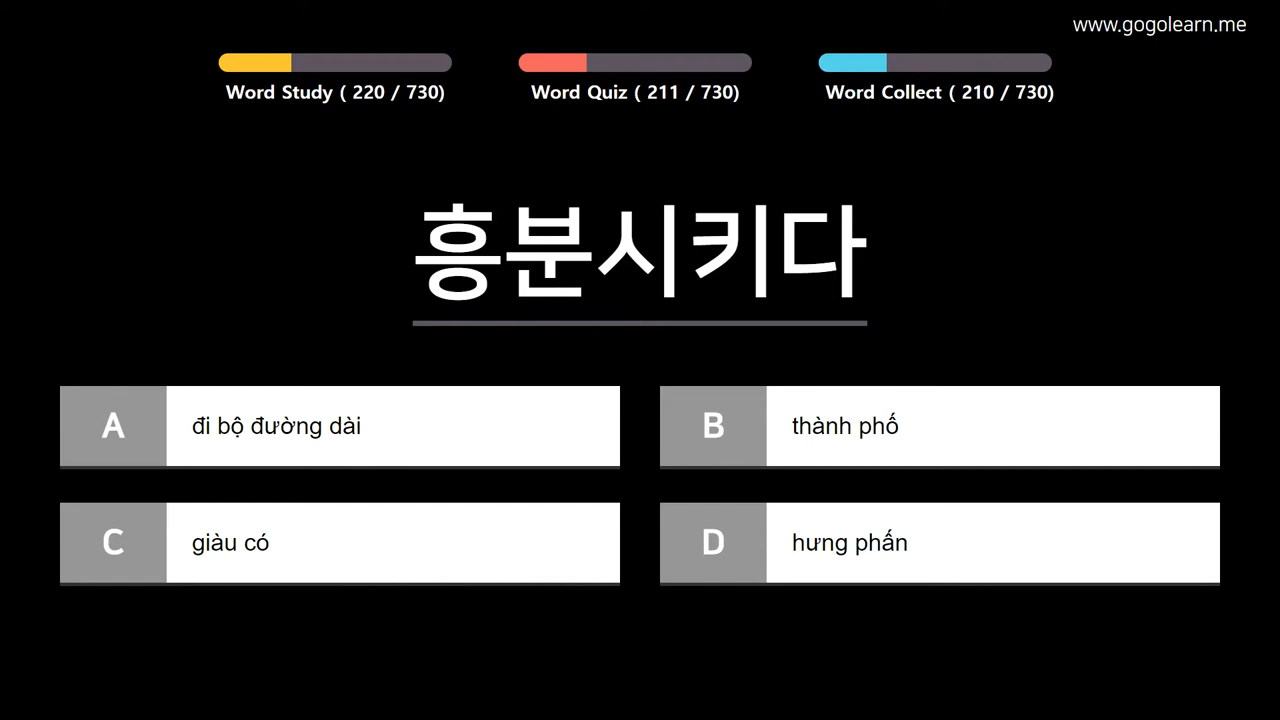 www.gogolearn.me
Word Study ( 220 / 730)
Word Quiz ( 211 / 730)
Word Collect ( 210 / 730)
흥분시키다
A đi bộ đường dài
B thành phố
C giàu có
D hưng phấn